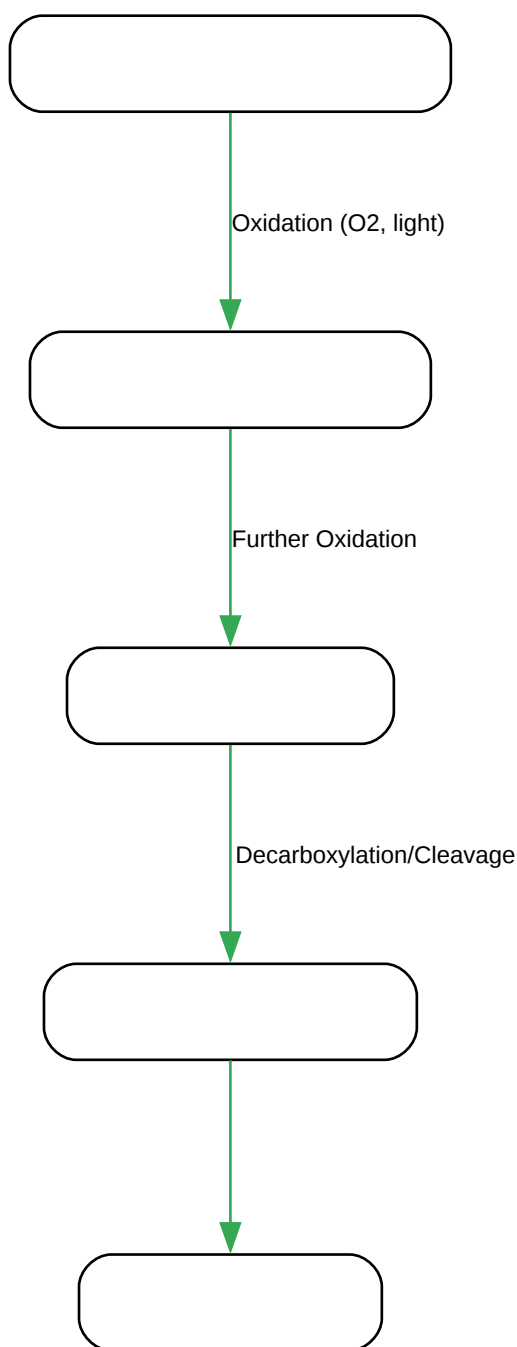 Oxidation (O2, light)
Further Oxidation
Decarboxylation/Cleavage